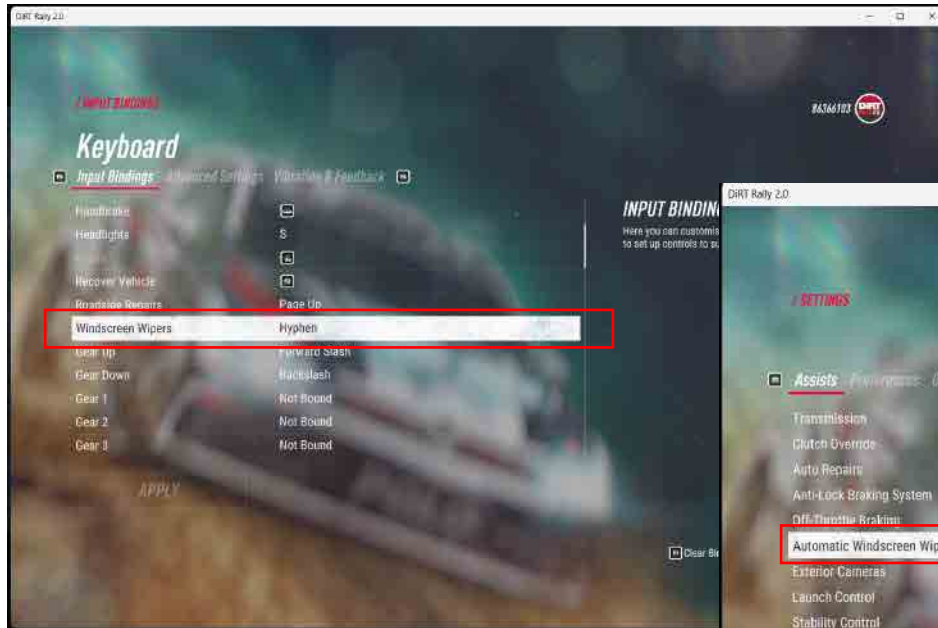 DiRT Rally 2.0
/ INPUT BINDINGS
86366103
DIRT
Keyboard
Input Bindings Advanced Settings Vibration & Feedback
Handbrake
Headlights S
Recover Vehicle
Roadside Repairs Page Up
Windscreen Wipers Hyphen
Gear Up Forward Slash
Gear Down Backslash
Gear 1 Not Bound
Gear 2 Not Bound
Gear 3 Not Bound
APPLY
INPUT BINDIN
Here you can customis
to set up controls to su
Clear Bi
DiRT Rally 2.0
/ SETTINGS
Assists Preferences
Transmission
Clutch Override
Auto Repairs
Anti-Lock Braking System
Off-Throttle Braking
Automatic Windscreen Wip
Exterior Cameras
Launch Control
Stability Control